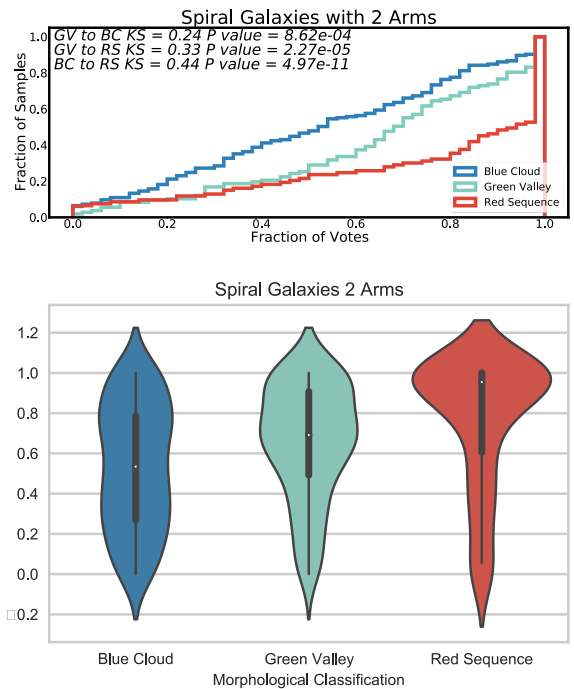 Spiral Galaxies with 2 Arms
GV to BC KS = 0.24 P value = 8.62e-04
GV to RS KS = 0.33 P value = 2.27e-05
BC to RS KS = 0.44 P value = 4.97e-11
Fraction of Samples
1.0
0.8
0.6
0.4
0.2
0.0
Blue Cloud
Green Valley
Red Sequence
0.0 0.2 0.4 0.6 0.8 1.0
Fraction of Votes
Spiral Galaxies 2 Arms
1.2
1.0
0.8
0.6
0.4
0.2
0.0
□0.2
Blue Cloud Green Valley Red Sequence
Morphological Classification